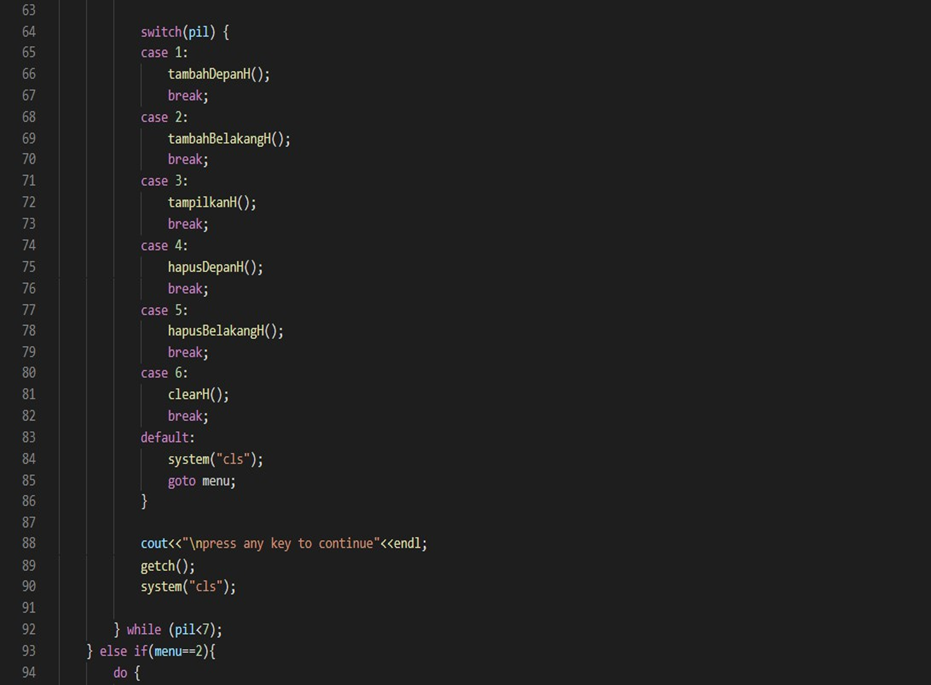 63
64 switch(pil) {
65 case 1:
66 tambahDepanH();
67 break;
68 case 2:
69 tambahBelakangH();
70 break;
71 case 3:
72 tampilkanH();
73 break;
74 case 4:
75 hapusDepanH();
76 break;
77 case 5:
78 hapusBelakangH();
79 break;
80 case 6:
81 clearH();
82 break;
83 default:
84 system("cls");
85 goto menu;
86 }
87
88 cout<<"\npress any key to continue"<<endl;
89 getch();
90 system("cls");
91
92 } while (pil<7);
93 } else if(menu==2){
94 do {